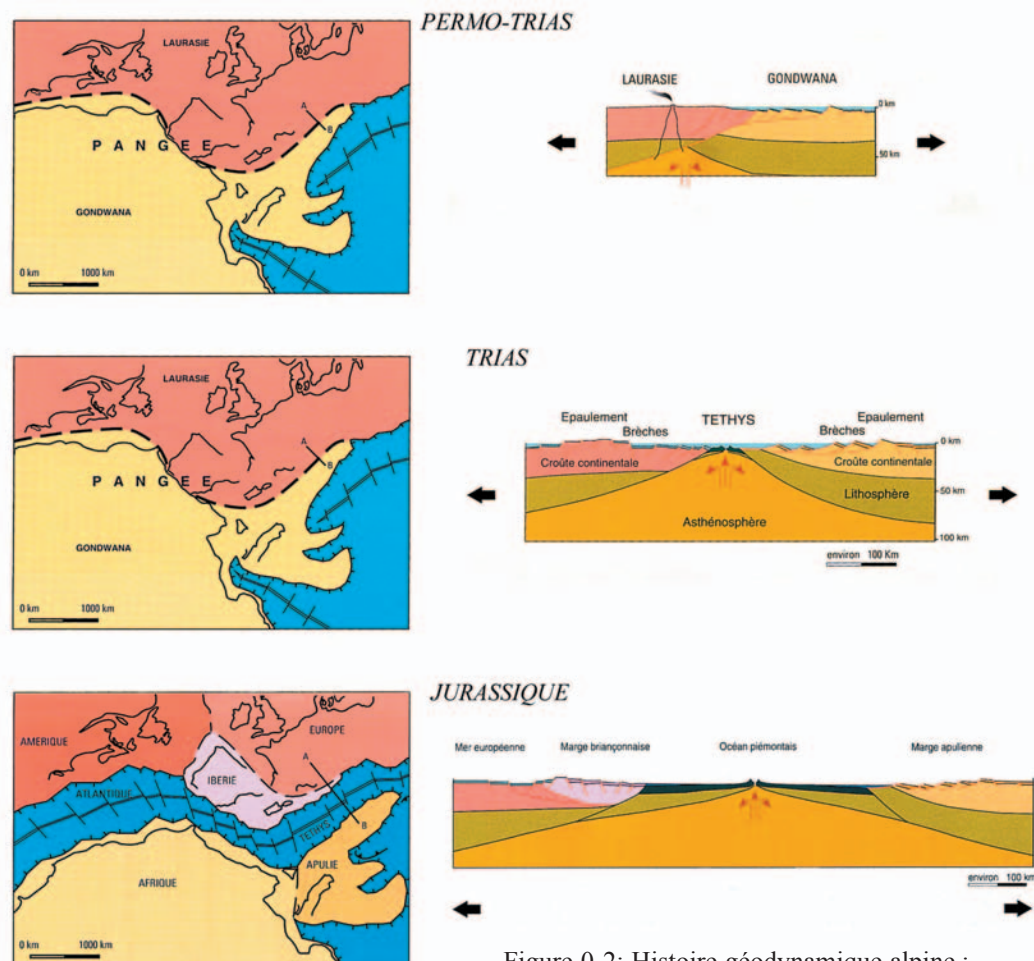 PERMO-TRIAS
LAURASIE
A
B
PANGEE
GONDWANA
0 km 1000 km
LAURASIE GONDWANA
0 km
50 km
TRIAS
LAURASIE
A
B
PANGEE
GONDWANA
0 km 1000 km
Epaulement TETHYS Epaulement
Brèches Brèches
0 km
Croûte continentale Croûte continentale
Lithosphère
50 km
Asthénosphère
100 km
environ 100 Km
JURASSIQUE
AMERIQUE
EUROPE
A
IBERIE
ATLANTIQUE
TETHYS
B
APULIE
AFRIQUE
0 km 1000 km
Mer européenne Marge briançonnaise Océan piémontais Marge apulienne
environ 100 km
Figure 0-2: Histoire géodynamique alpine :